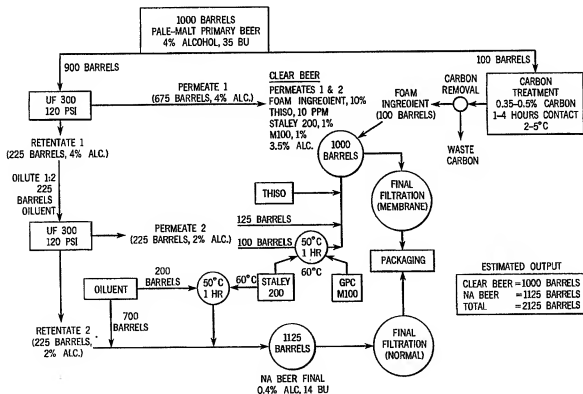 1000 BARRELS
PALE-MALT PRIMARY BEER
4% ALCOHOL, 35 BU
900 BARRELS
100 BARRELS
UF 300
120 PSI
PERMEATE 1
(675 BARRELS, 4% ALC.)
CLEAR BEER
PERMEATES 1 & 2
FOAM INGREDIENT, 10%
THISO, 10 PPM
STALEY 200, 1%
M100, 1%
3.5% ALC.
FOAM
INGREDIENT
(100 BARRELS)
CARBON
REMOVAL
CARBON
TREATMENT
0.35-0.5% CARBON
1-4 HOURS CONTACT
2-5°C
WASTE
CARBON
RETENTATE 1
(225 BARRELS, 4% ALC.)
1000
BARRELS
DILUTE 1:2
225
BARRELS
DILUENT
THISO
FINAL
FILTRATION
(MEMBRANE)
125 BARRELS
UF 300
120 PSI
PERMEATE 2
(225 BARRELS, 2% ALC.)
100 BARRELS
50°C
1 HR
60°C
60°C
PACKAGING
200
BARRELS
DILUENT
50°C
1 HR
STALEY
200
GPC
M100
ESTIMATED OUTPUT
CLEAR BEER=1000 BARRELS
NA BEER =1125 BARRELS
TOTAL =2125 BARRELS
700
BARRELS
RETENTATE 2
(225 BARRELS,
2% ALC.)
1125
BARRELS
FINAL
FILTRATION
(NORMAL)
NA BEER FINAL
0.4% ALC. 14 BU